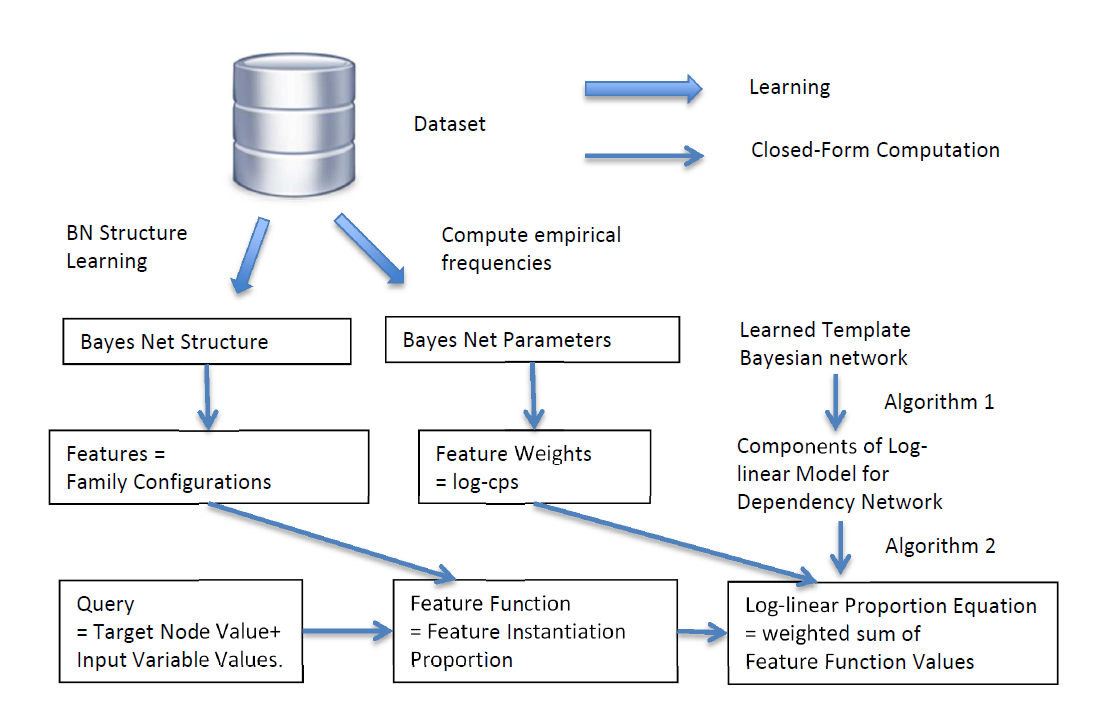 Dataset
Learning
Closed-Form Computation
BN Structure
Learning
Compute empirical
frequencies
Bayes Net Structure
Bayes Net Parameters
Learned Template
Bayesian network
Algorithm 1
Features =
Family Configurations
Feature Weights
= log-cps
Components of Log-
linear Model for
Dependency Network
Algorithm 2
Query
= Target Node Value+
Input Variable Values.
Feature Function
= Feature Instantiation
Proportion
Log-linear Proportion Equation
= weighted sum of
Feature Function Values